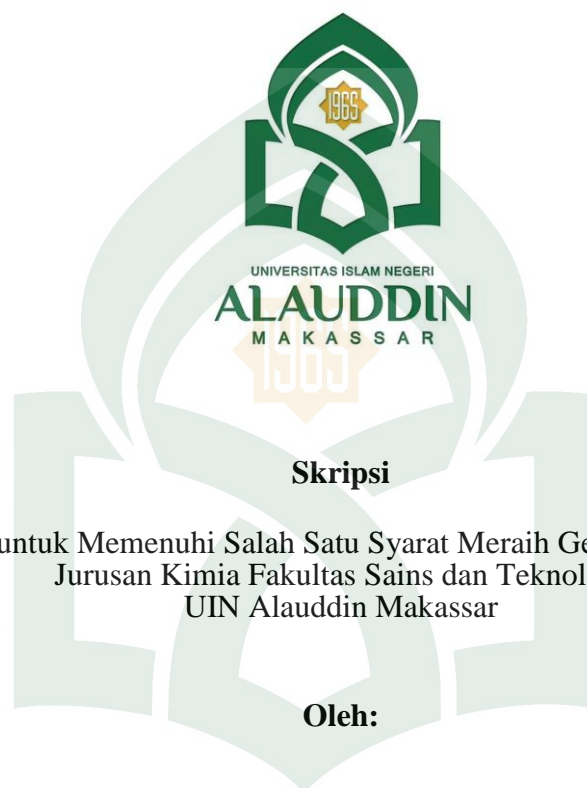 1965
UNIVERSITAS ISLAM NEGERI
ALAUDDIN
MAKASSAR
1965
Skripsi
untuk Memenuhi Salah Satu Syarat Meraih Ge
Jurusan Kimia Fakultas Sains dan Teknol
UIN Alauddin Makassar
Oleh: